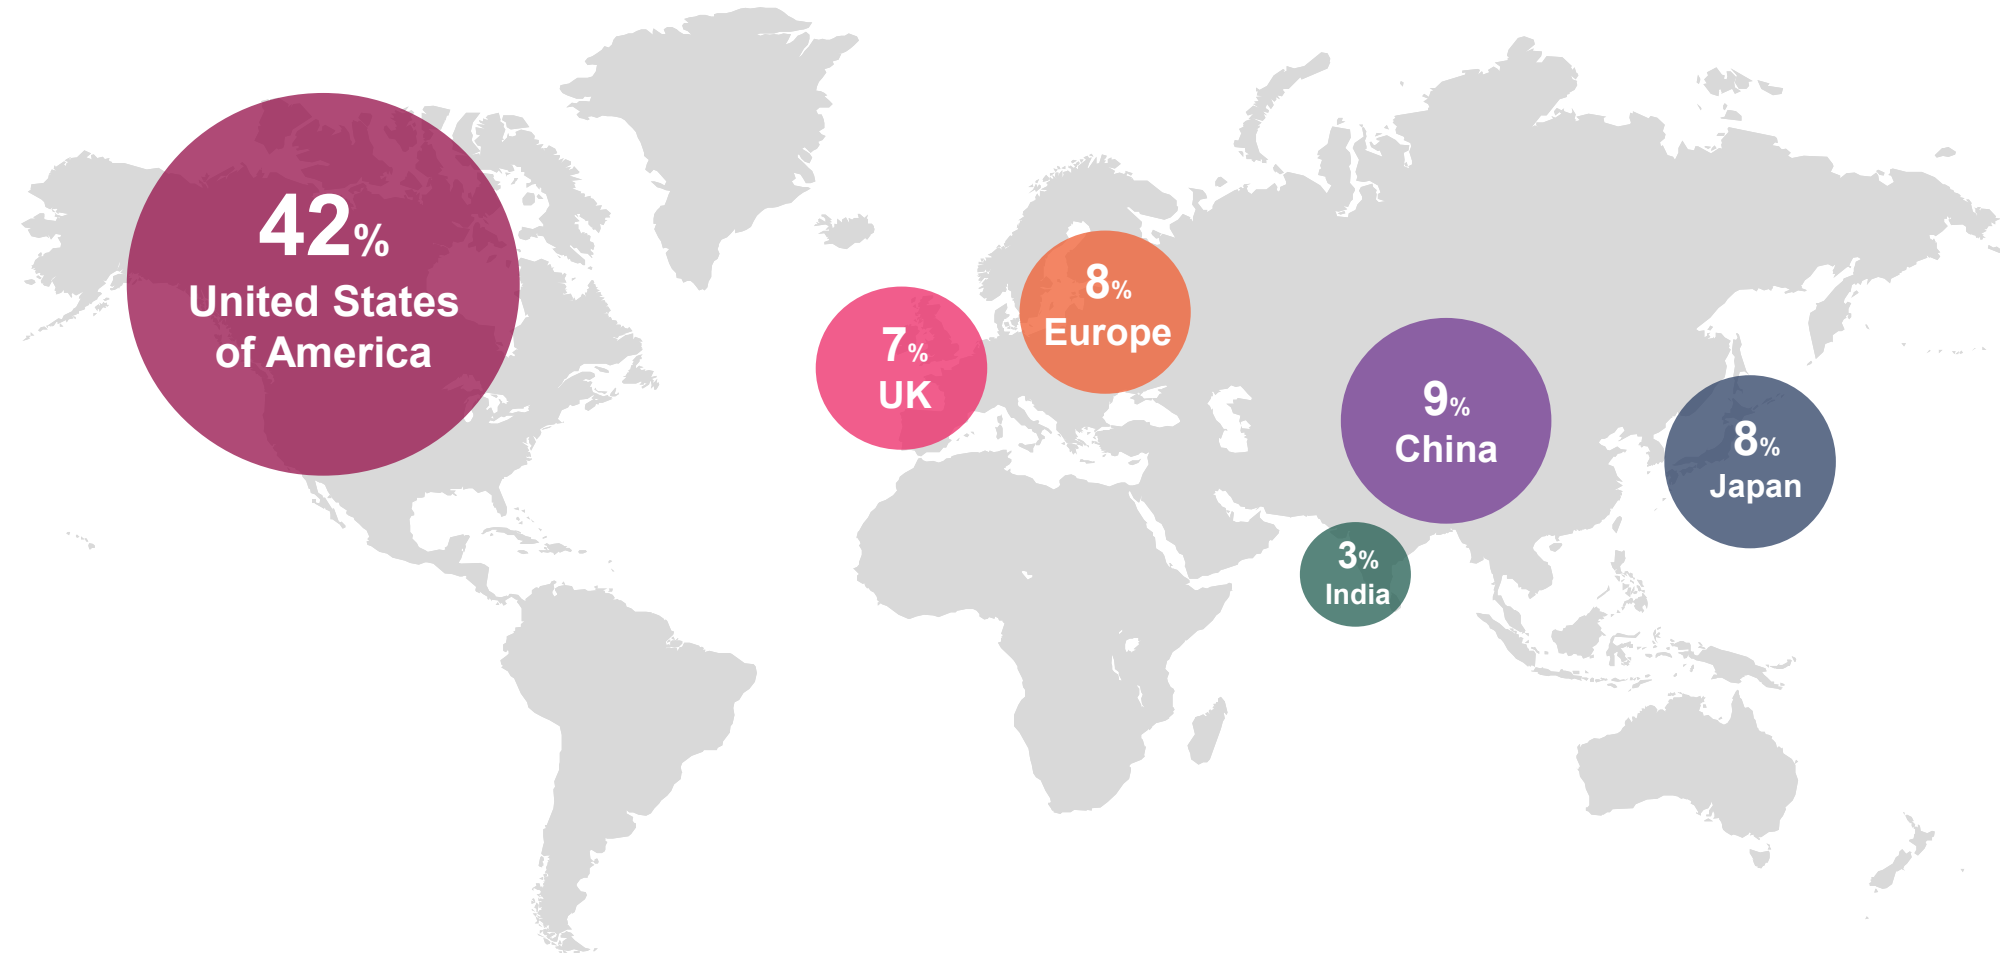 42%
United States
of America
7%
UK
8%
Europe
9%
China
3%
India
8%
Japan